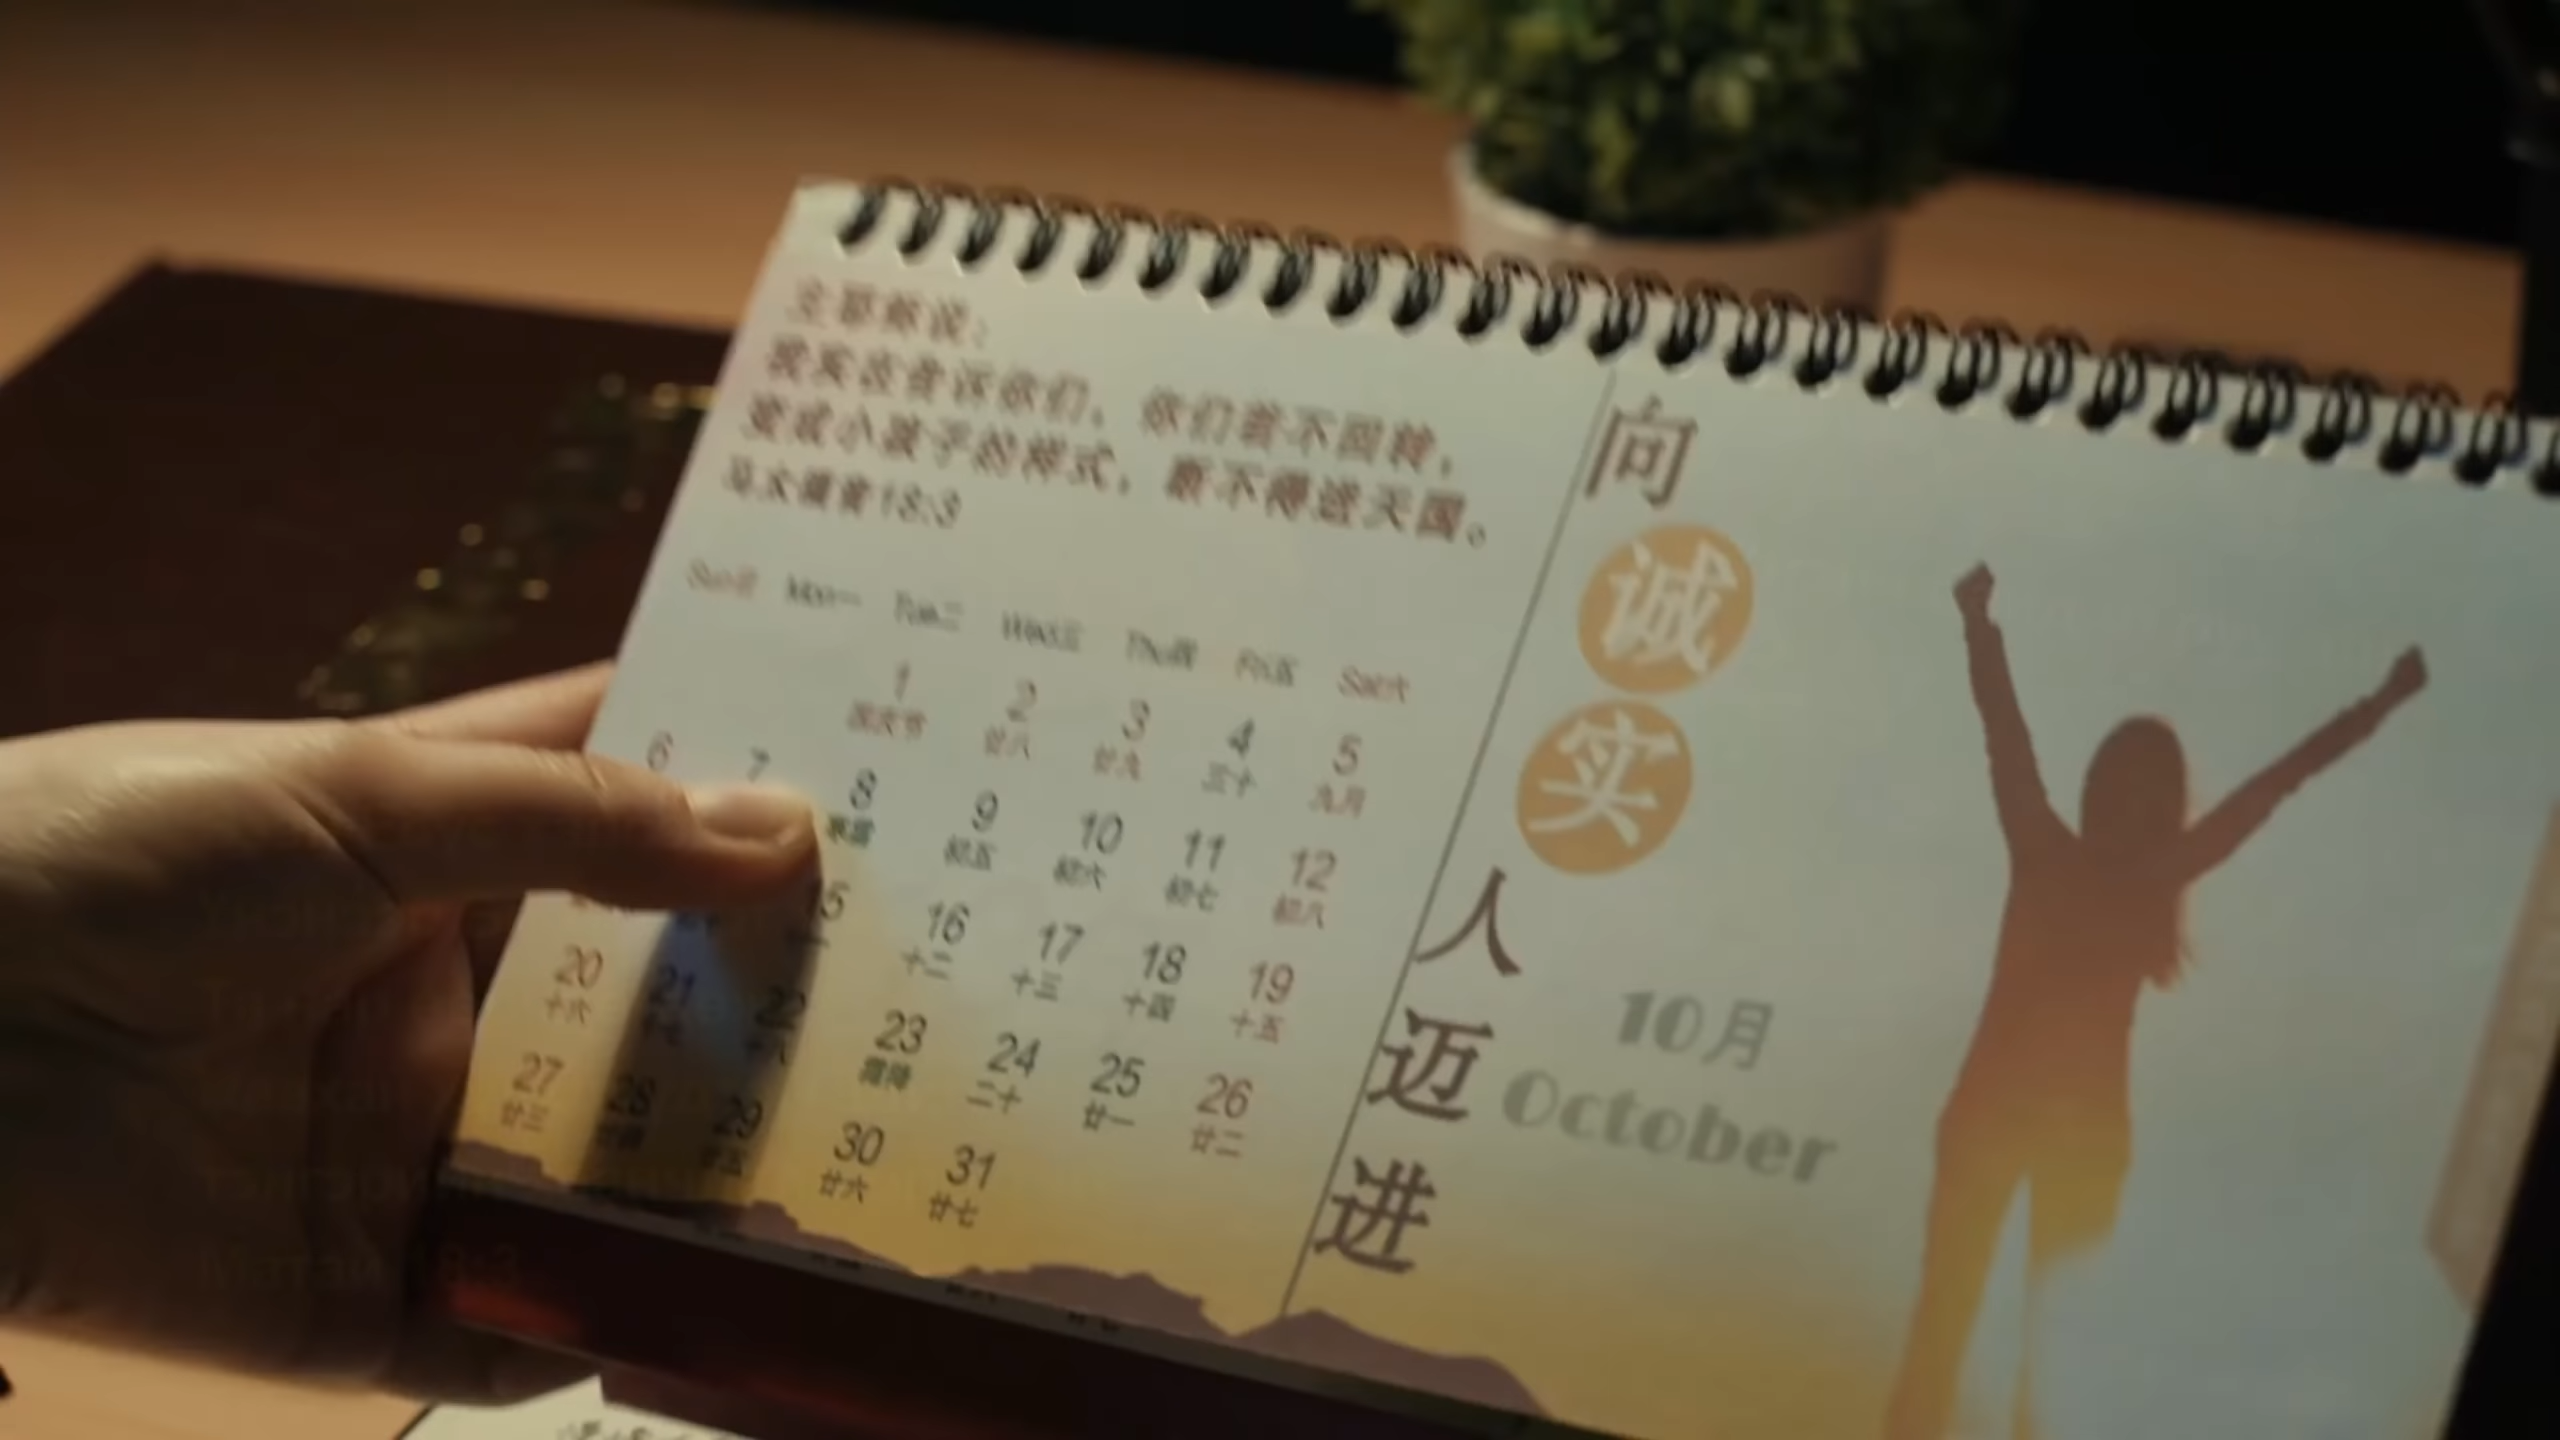 主耶稣说：
我实在告诉你们，你们若不回转，
变成小孩子的样式，断不得进天国。
马太福音18:3
Sun日 Mon一 Tue二 Wed三 Thu四 Fri五 Sat六
1 2 3 4 5
国庆节 廿八 廿九 三十 九月
6 7 8 9 10 11 12
寒露 初五 初六 初七 初八
15 16 17 18 19
十二 十三 十四 十五
20 21 22 23 24 25 26
十六 十七 十八 霜降 二十 廿一 廿二
27 28 29 30 31
廿三 廿四 廿五 廿六 廿七
向
诚
实
人
迈
进
10月
October